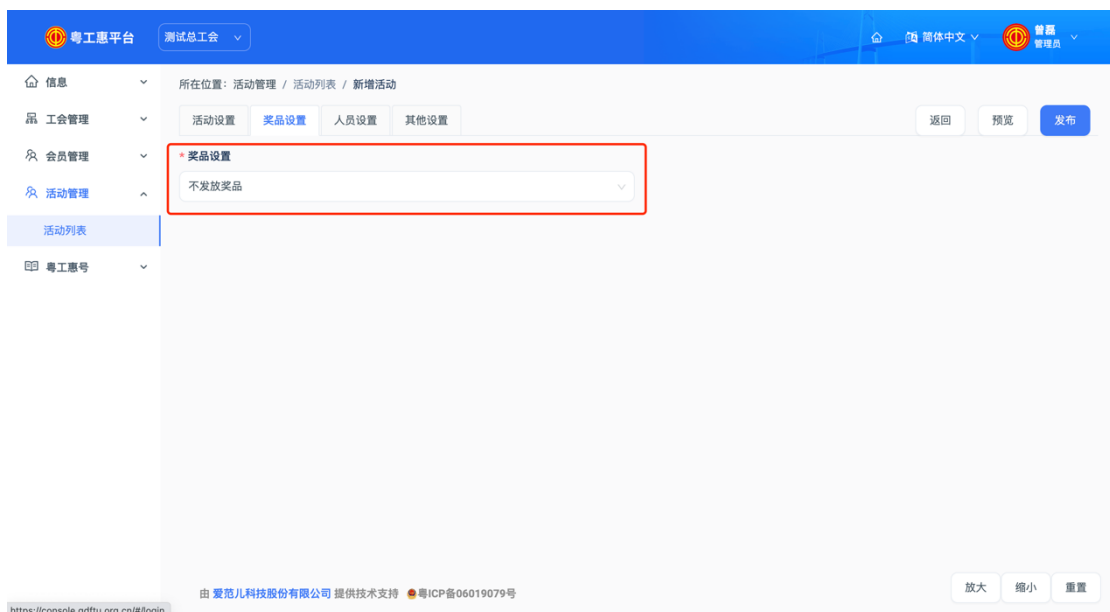 粤工惠平台
测试总工会
简体中文
曾磊
管理员
信息
工会管理
会员管理
活动管理
活动列表
粤工惠号
所在位置：活动管理 / 活动列表 / 新增活动
活动设置 奖品设置 人员设置 其他设置
返回 预览 发布
* 奖品设置
不发放奖品
放大 缩小 重置
由 爱范儿科技股份有限公司 提供技术支持 粤ICP备06019079号
https://console.gdftu.org.cn/#/login